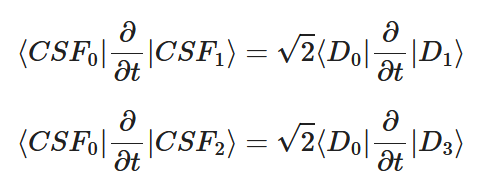 ⟨CSF₀|∂/∂t|CSF₁⟩ = √2⟨D₀|∂/∂t|D₁⟩
⟨CSF₀|∂/∂t|CSF₂⟩ = √2⟨D₀|∂/∂t|D₃⟩